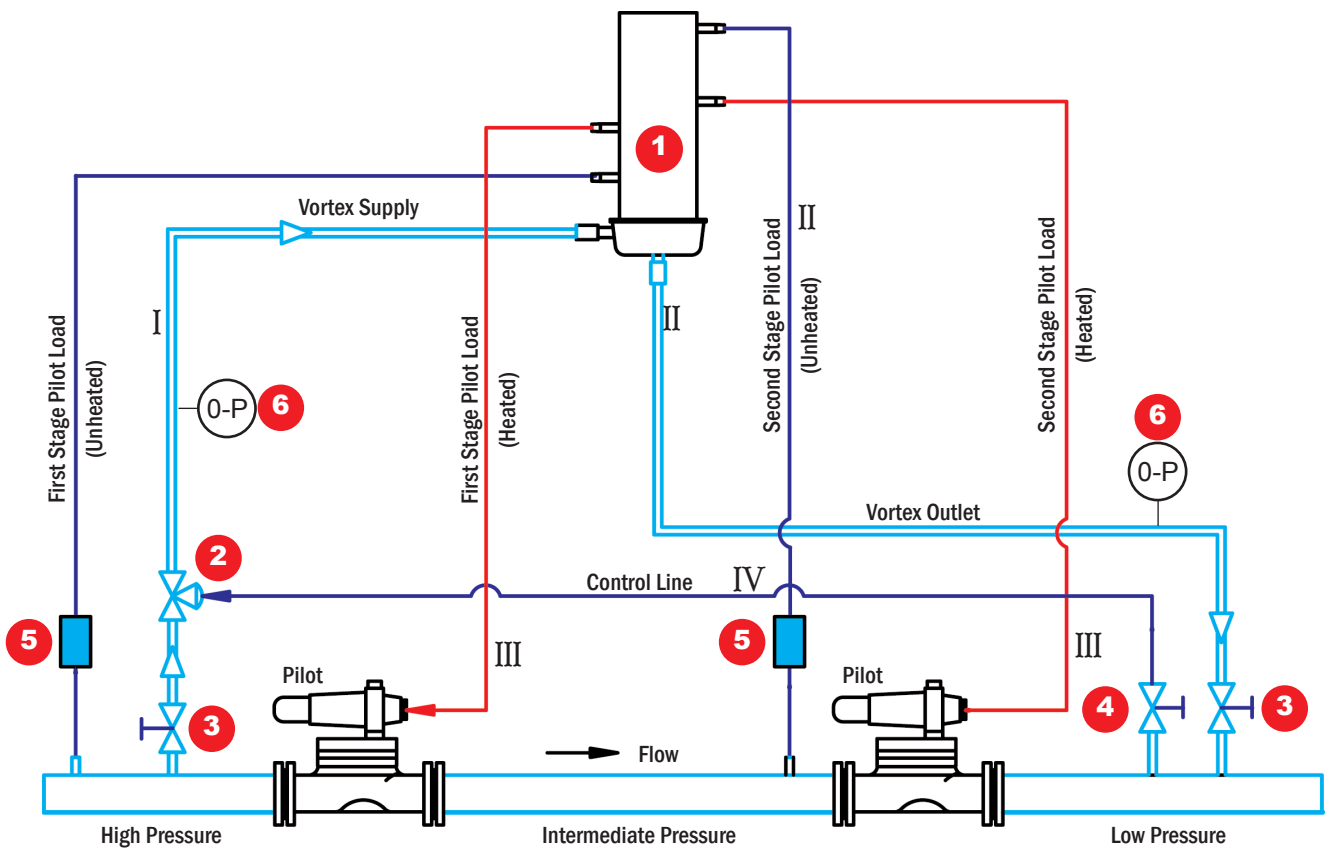 1
Vortex Supply
II
I
II
First Stage Pilot Load
(Unheated)
0-P
6
First Stage Pilot Load
(Heated)
Second Stage Pilot Load
(Unheated)
Second Stage Pilot Load
(Heated)
6
0-P
Vortex Outlet
2
Control Line
IV
5
5
III
III
Pilot
Pilot
3
4
3
Flow
High Pressure
Intermediate Pressure
Low Pressure